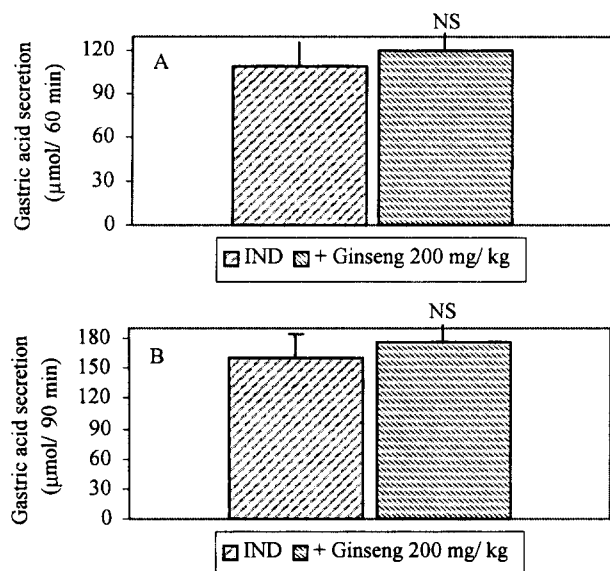 NS
A
Gastric acid secretion
(μmol/ 60 min)
120
90
60
30
0
IND + Ginseng 200 mg/ kg
NS
B
Gastric acid secretion
(μmol/ 90 min)
180
150
120
90
60
30
0
IND + Ginseng 200 mg/ kg